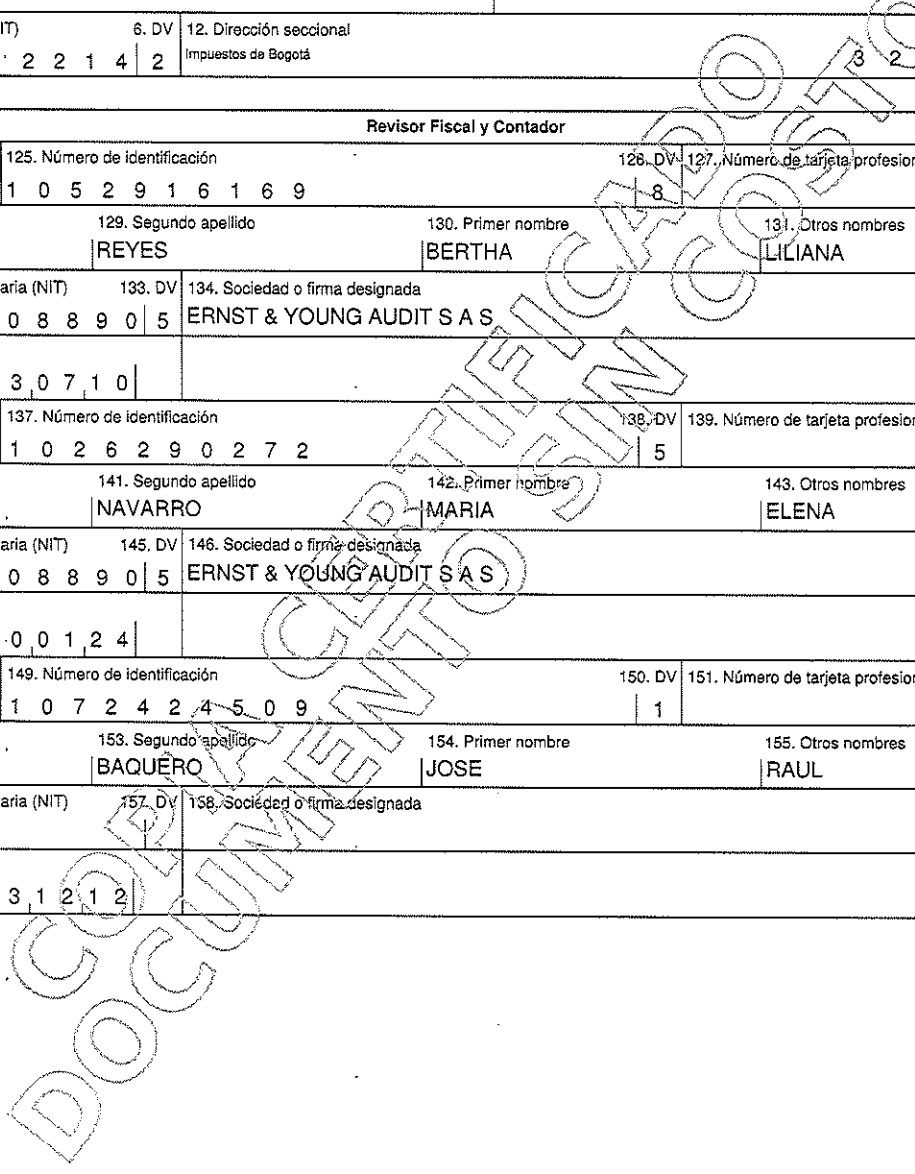 IT) 6. DV 12. Dirección seccional
2 2 1 4 2 Impuestos de Bogotá 3 2
Revisor Fiscal y Contador
125. Número de identificación 126. DV 127. Número de tarjeta profesion
1 0 5 2 9 1 6 1 6 9 8
129. Segundo apellido 130. Primer nombre 131. Otros nombres
REYES BERTHA LILIANA
aria (NIT) 133. DV 134. Sociedad o firma designada
0 8 8 9 0 5 ERNST & YOUNG AUDIT S A S
3 0 7 1 0
137. Número de identificación 138. DV 139. Número de tarjeta profesion
1 0 2 6 2 9 0 2 7 2 5
141. Segundo apellido 142. Primer nombre 143. Otros nombres
NAVARRO MARIA ELENA
aria (NIT) 145. DV 146. Sociedad o firma designada
0 8 8 9 0 5 ERNST & YOUNG AUDIT S A S
0 0 1 2 4
149. Número de identificación 150. DV 151. Número de tarjeta profesion
1 0 7 2 4 2 4 5 0 9 1
153. Segundo apellido 154. Primer nombre 155. Otros nombres
BAQUERO JOSE RAUL
aria (NIT) 157. DV 158. Sociedad o firma designada
3 1 2 1 2
COPIA CERTIFICADO
DOCUMENTO SIN COSTO